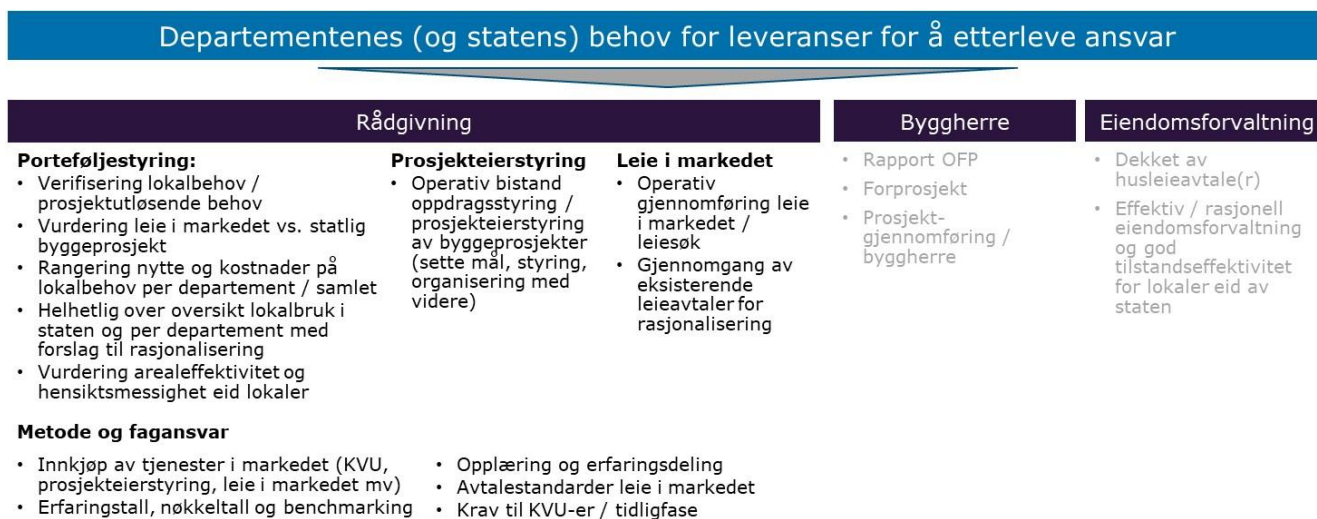 Departementenes (og statens) behov for leveranser for å etterleve ansvar
Rådgivning
Porteføljestyring:
• Verifisering lokalbehov /
prosjektutløsende behov
• Vurdering leie i markedet vs. statlig
byggeprosjekt
• Rangering nytte og kostnader på
lokalbehov per departement / samlet
• Helhetlig over oversikt lokalbruk i
staten og per departement med
forslag til rasjonalisering
• Vurdering arealeffektivitet og
hensiktsmessighet eid lokaler
Prosjekteierstyring
• Operativ bistand
oppdragsstyring /
prosjekteierstyring
av byggeprosjekter
(sette mål, styring,
organisering med
videre)
Leie i markedet
• Operativ
gjennomføring leie
i markedet /
leiesøk
• Gjennomgang av
eksisterende
leieavtaler for
rasjonalisering
Metode og fagansvar
• Innkjøp av tjenester i markedet (KVU,
prosjekteierstyring, leie i markedet mv)
• Erfaringstall, nøkkeltall og benchmarking
• Opplæring og erfaringsdeling
• Avtalestandarder leie i markedet
• Krav til KVU-er / tidligfase
Byggherre
• Rapport OFP
• Forprosjekt
• Prosjekt-
gjennomføring /
byggherre
Eiendomsforvaltning
• Dekket av
husleieavtale(r)
• Effektiv / rasjonell
eiendomsforvaltning
og god
tilstandseffektivitet
for lokaler eid av
staten